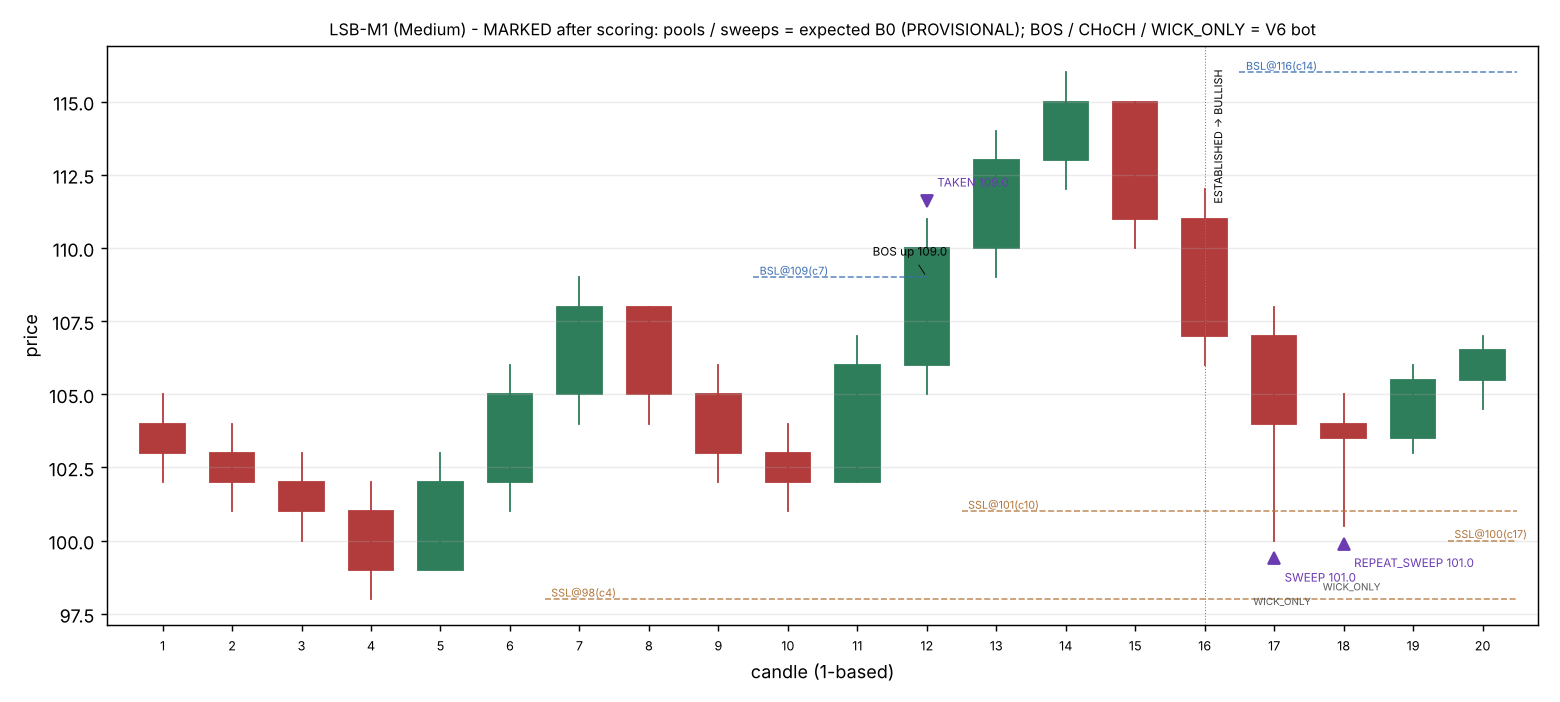 LSB-M1 (Medium) - MARKED after scoring: pools / sweeps = expected B0 (PROVISIONAL); BOS / CHoCH / WICK_ONLY = V6 bot
BSL@116(c14)
ESTABLISHED → BULLISH
TAKEN 109.0
BOS up 109.0
BSL@109(c7)
SSL@101(c10)
SSL@100(c17)
REPEAT_SWEEP 101.0
SWEEP 101.0
WICK_ONLY
WICK_ONLY
SSL@98(c4)
price
115.0
112.5
110.0
107.5
105.0
102.5
100.0
97.5
1 2 3 4 5 6 7 8 9 10 11 12 13 14 15 16 17 18 19 20
candle (1-based)